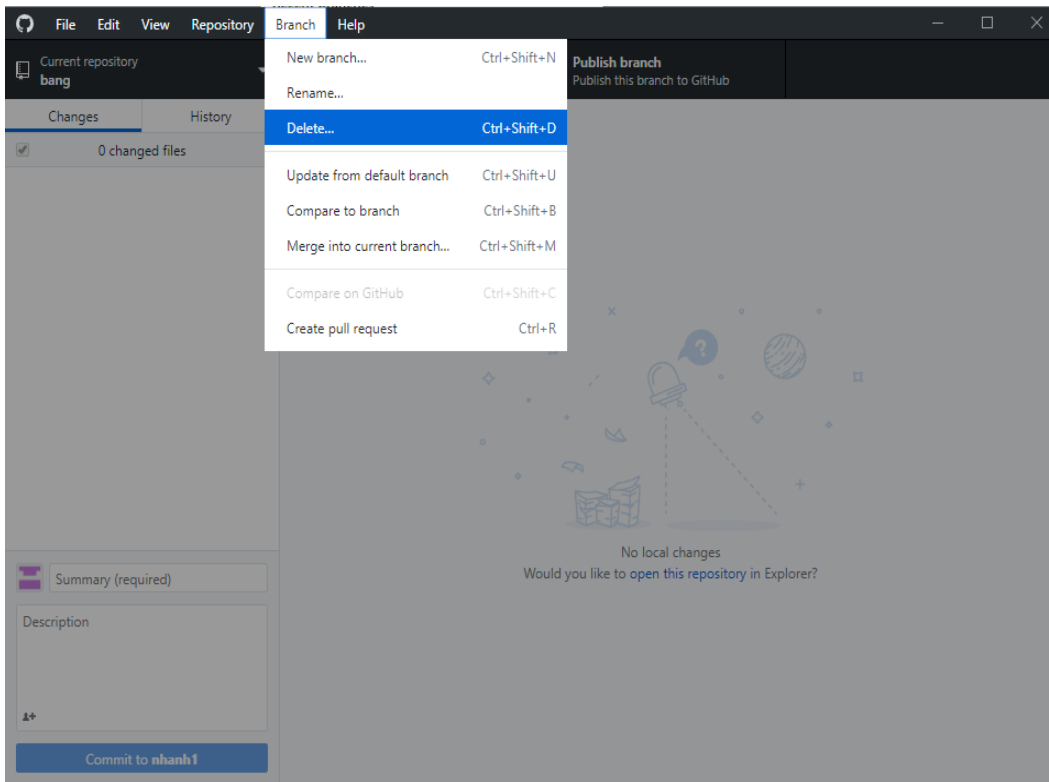 File Edit View Repository Branch Help
Current repository
bang
Publish branch
Publish this branch to GitHub
New branch... Ctrl+Shift+N
Rename...
Delete... Ctrl+Shift+D
Update from default branch Ctrl+Shift+U
Compare to branch Ctrl+Shift+B
Merge into current branch... Ctrl+Shift+M
Compare on GitHub Ctrl+Shift+C
Create pull request Ctrl+R
Changes History
0 changed files
No local changes
Would you like to open this repository in Explorer?
Summary (required)
Description
Commit to nhanh1